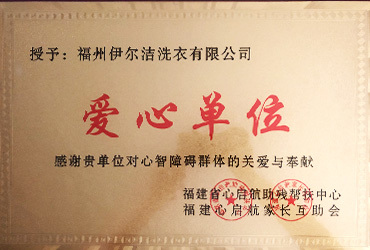 授予：福州伊尔洁洗衣有限公司
爱心单位
感谢贵单位对心智障碍群体的关爱与奉献
福建省心启航助残帮扶中心
福建心启航家长互助会